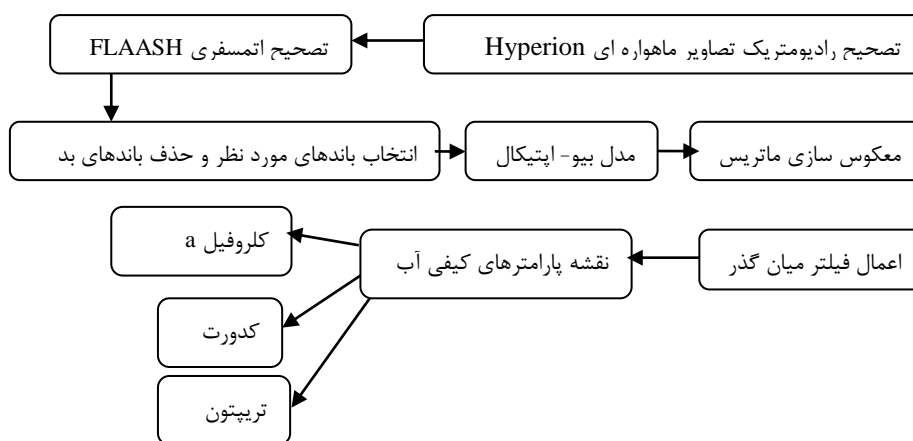 تصحیح رادیومتریک تصاویر ماهواره ای Hyperion
تصحیح اتمسفری FLAASH
انتخاب باندهای مورد نظر و حذف باندهای بد
مدل بیو- اپتیکال
معکوس سازی ماتریس
اعمال فیلتر میان گذر
نقشه پارامترهای کیفی آب
کلروفیل a
کدورت
تریپتون